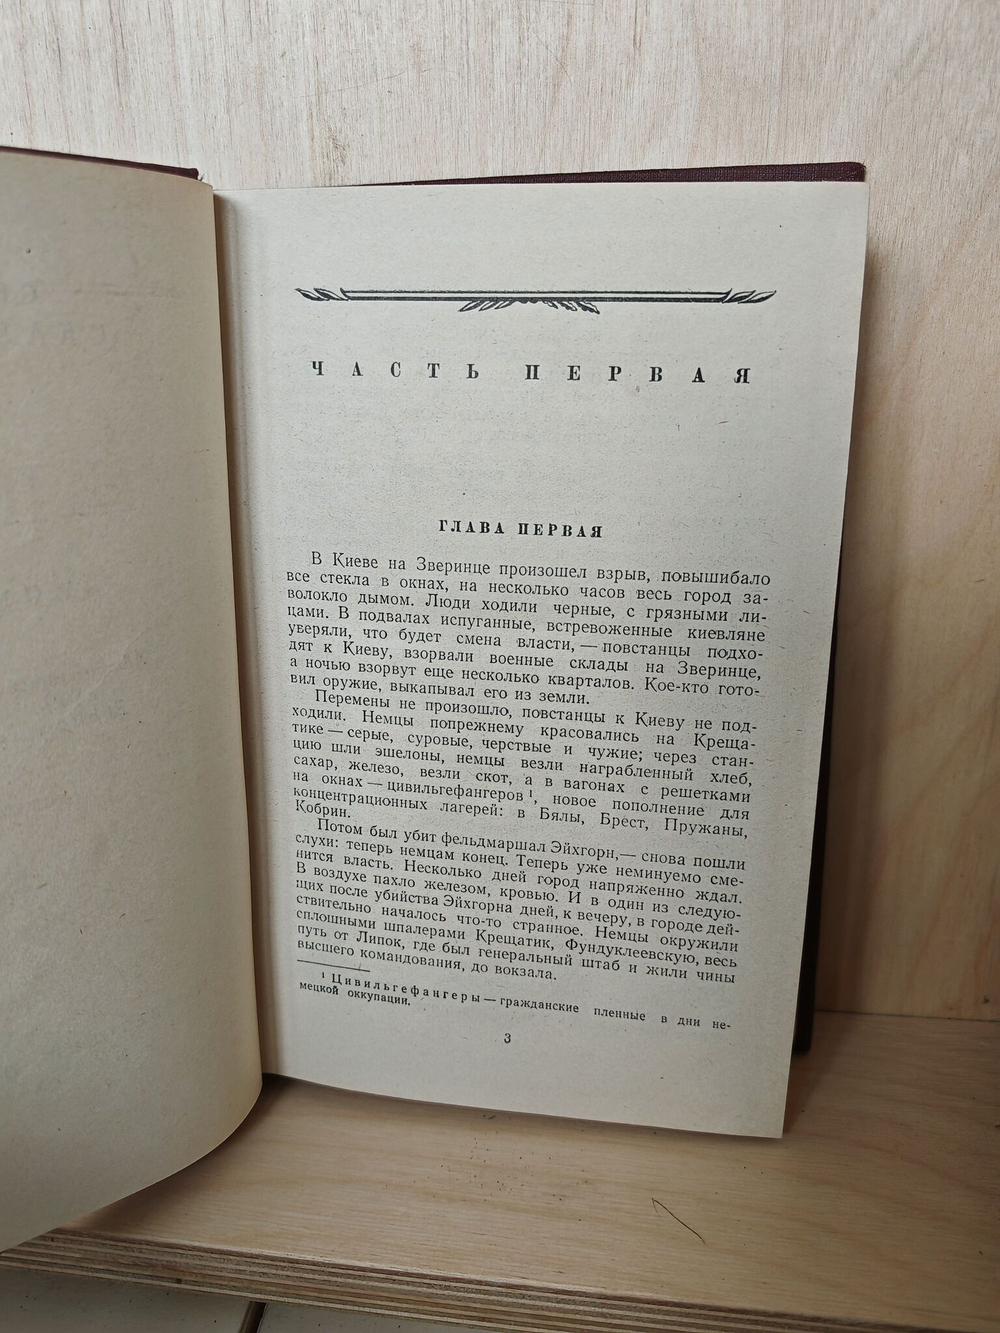 ЧАСТЬ ПЕРВАЯ
ГЛАВА ПЕРВАЯ
В Киеве на Зверинце произошел взрыв, повышибало
все стекла в окнах, на несколько часов весь город за-
волокло дымом. Люди ходили черные, с грязными ли-
цами. В подвалах испуганные, встревоженные киевляне
уверяли, что будет смена власти, — повстанцы подхо-
дят к Киеву, взорвали военные склады на Зверинце,
а ночью взорвут еще несколько кварталов. Кое-кто гото-
вил оружие, выкапывал его из земли.
Перемены не произошло, повстанцы к Киеву не под-
ходили. Немцы попрежнему красовались на Креща-
тике — серые, суровые, черствые и чужие; через стан-
цию шли эшелоны, немцы везли награбленный хлеб,
сахар, железо, везли скот, а в вагонах с решетками
на окнах — цивильгефангеров ¹, новое пополнение для
концентрационных лагерей: в Бялы, Брест, Пружаны,
Кобрин.
Потом был убит фельдмаршал Эйхгорн,— снова пошли
слухи: теперь немцам конец. Теперь уже неминуемо сме-
нится власть. Несколько дней город напряженно ждал.
В воздухе пахло железом, кровью. И в один из следую-
щих после убийства Эйхгорна дней, к вечеру, в городе дей-
ствительно началось что-то странное. Немцы окружили
сплошными шпалерами Крещатик, Фундуклеевскую, весь
путь от Липок, где был генеральный штаб и жили чины
высшего командования, до вокзала.
¹ Цивильгефангеры — гражданские пленные в дни не-
мецкой оккупации.
3